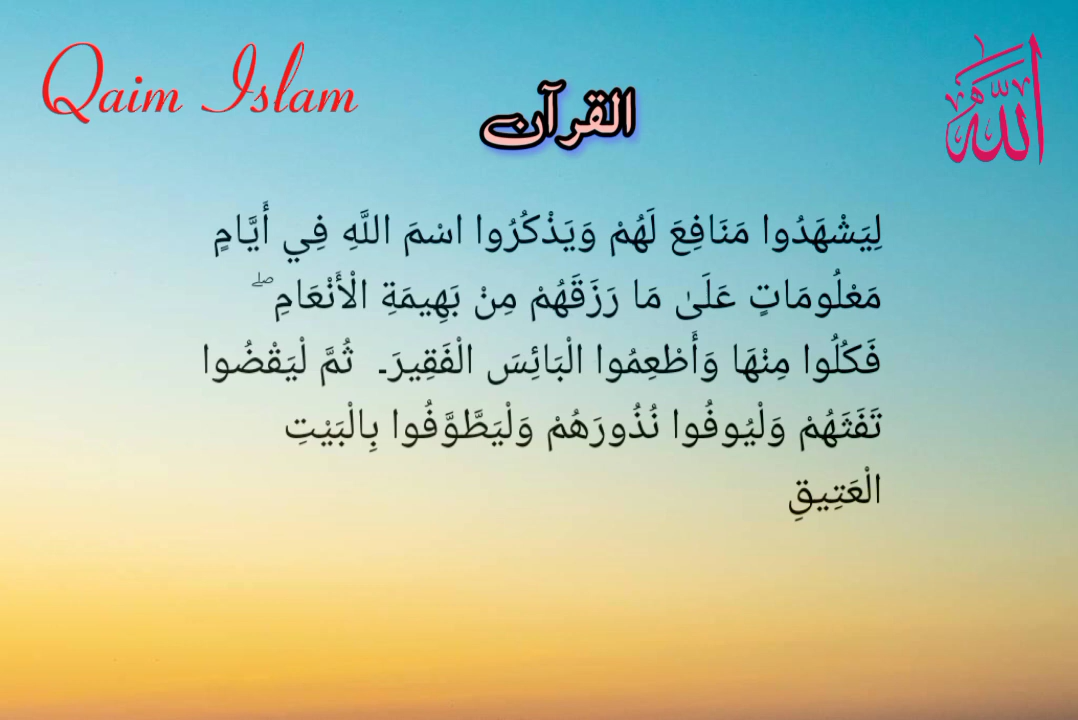 Qaim Islam
القرآن
الله
لِيَشْهَدُوا مَنَافِعَ لَهُمْ وَيَذْكُرُوا اسْمَ اللَّهِ فِي أَيَّامٍ
مَعْلُومَاتٍ عَلَىٰ مَا رَزَقَهُمْ مِنْ بَهِيمَةِ الْأَنْعَامِ ۖ
فَكُلُوا مِنْهَا وَأَطْعِمُوا الْبَائِسَ الْفَقِيرَ۔ ثُمَّ لْيَقْضُوا
تَفَثَهُمْ وَلْيُوفُوا نُذُورَهُمْ وَلْيَطَّوَّفُوا بِالْبَيْتِ
الْعَتِيقِ